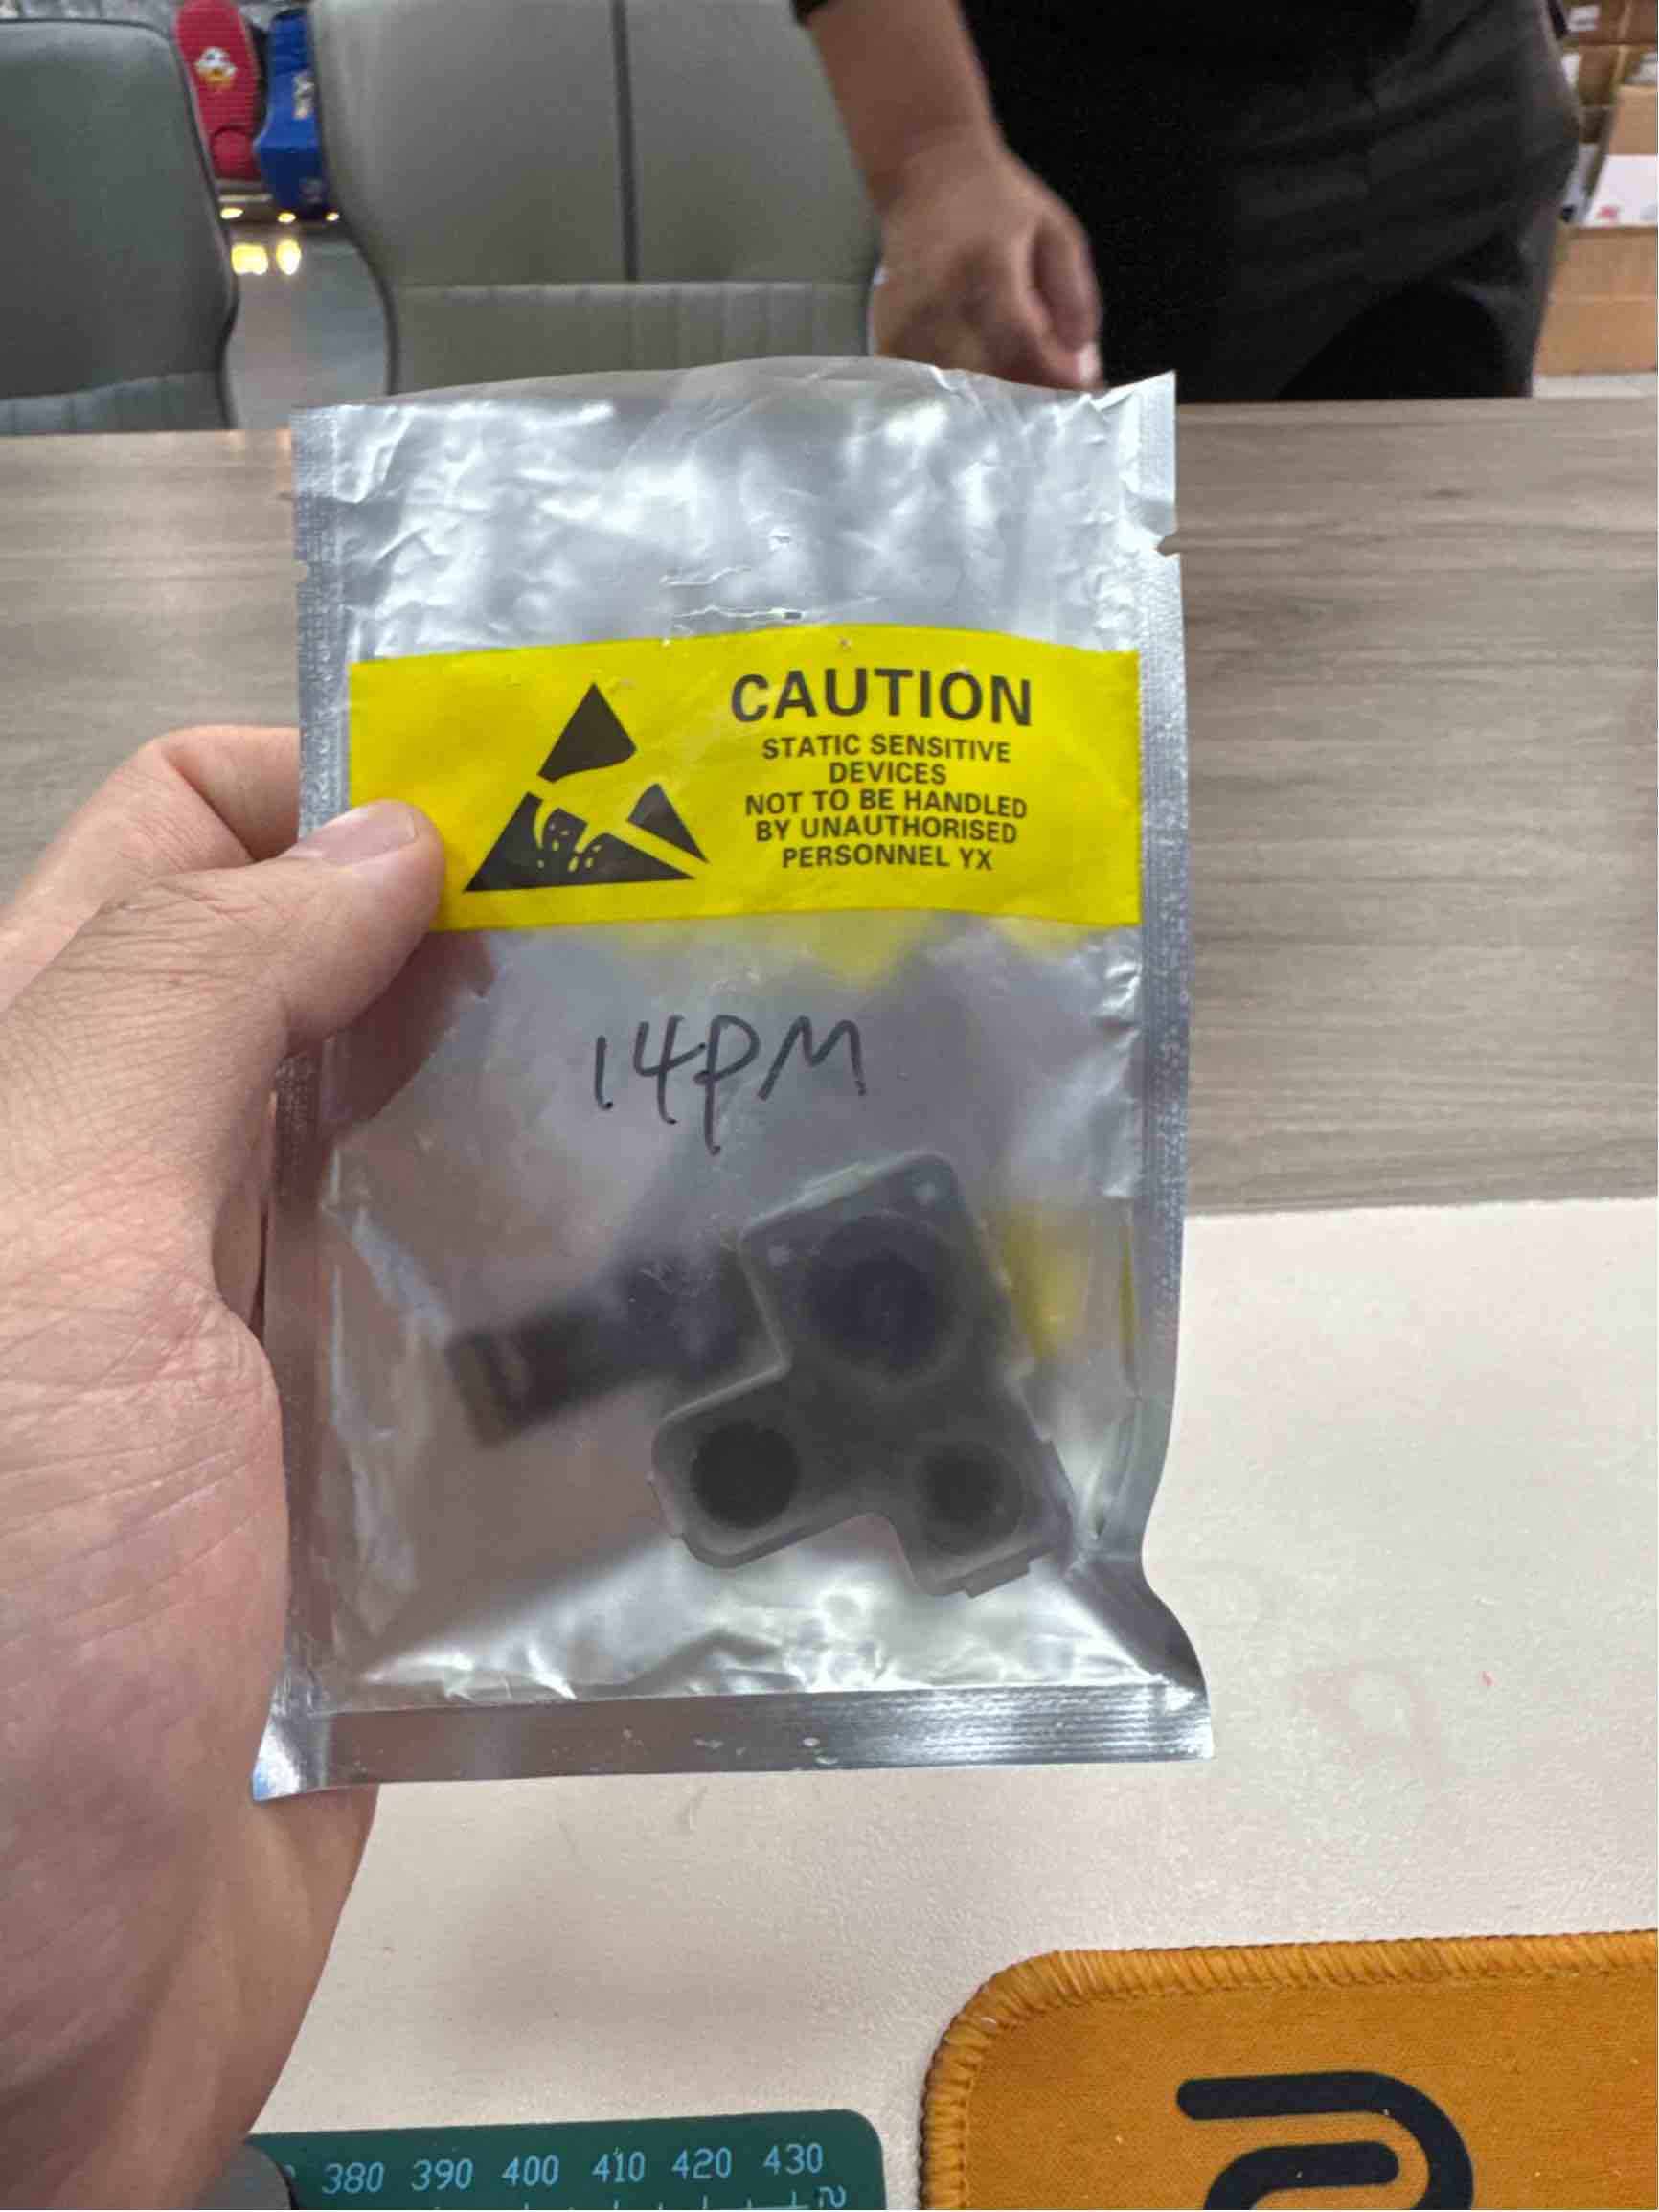 CAUTION
STATIC SENSITIVE
DEVICES
NOT TO BE HANDLED
BY UNAUTHORISED
PERSONNEL YX
14PM
380 390 400 410 420 430